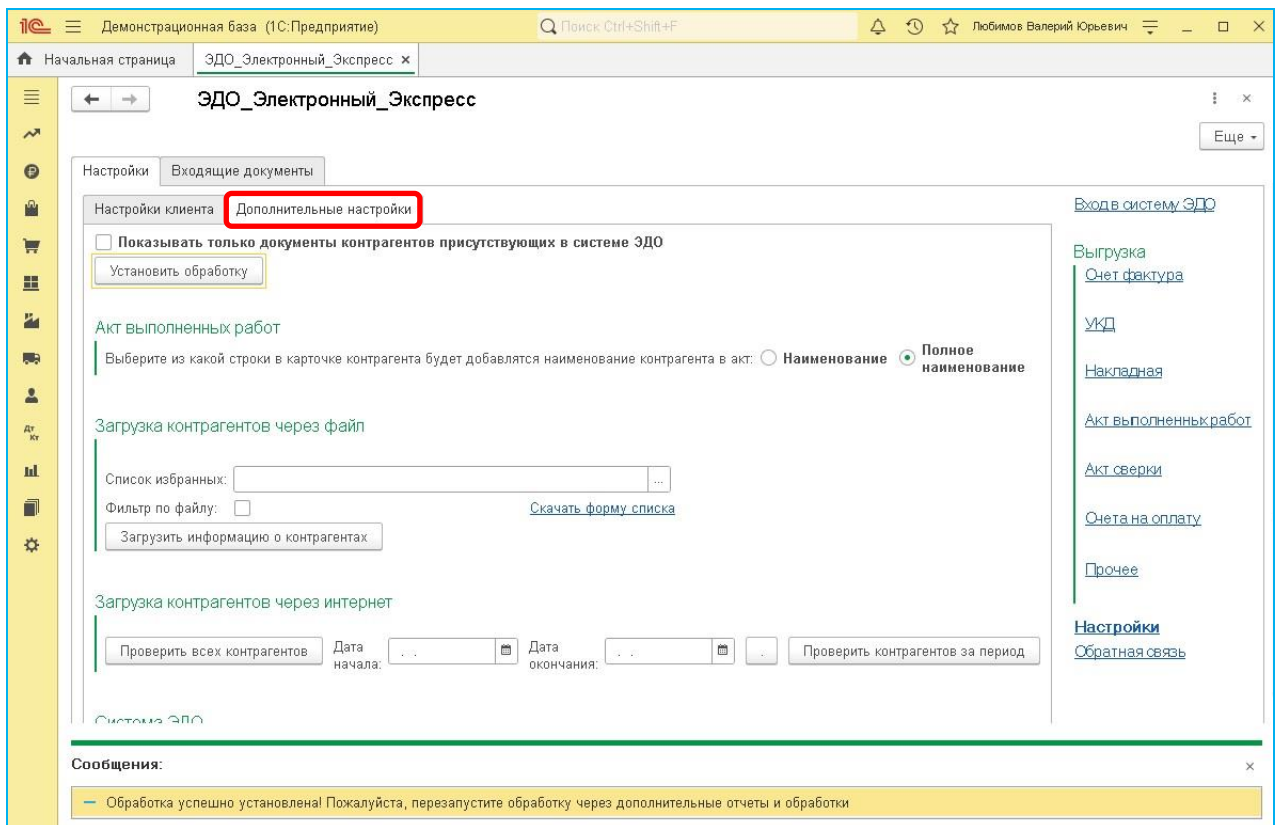 1С Демонстрационная база (1С:Предприятие) Поиск Ctrl+Shift+F Любимов Валерий Юрьевич
Начальная страница ЭДО_Электронный_Экспресс ×
ЭДО_Электронный_Экспресс
Еще
Настройки Входящие документы
Настройки клиента Дополнительные настройки
Показывать только документы контрагентов присутствующих в системе ЭДО
Установить обработку
Акт выполненных работ
Выберите из какой строки в карточке контрагента будет добавлятся наименование контрагента в акт: Наименование Полное
наименование
Загрузка контрагентов через файл
Список избранных: ...
Фильтр по файлу: Скачать форму списка
Загрузить информацию о контрагентах
Загрузка контрагентов через интернет
Проверить всех контрагентов Дата
начала: . . Дата
окончания: . . . Проверить контрагентов за период
Система ЭДО
Вход в систему ЭДО
Выгрузка
Счет фактура
УКД
Накладная
Акт выполненных работ
Акт сверки
Счета на оплату
Прочее
Настройки
Обратная связь
Дт
Кт
Сообщения:
Обработка успешно установлена! Пожалуйста, перезапустите обработку через дополнительные отчеты и обработки